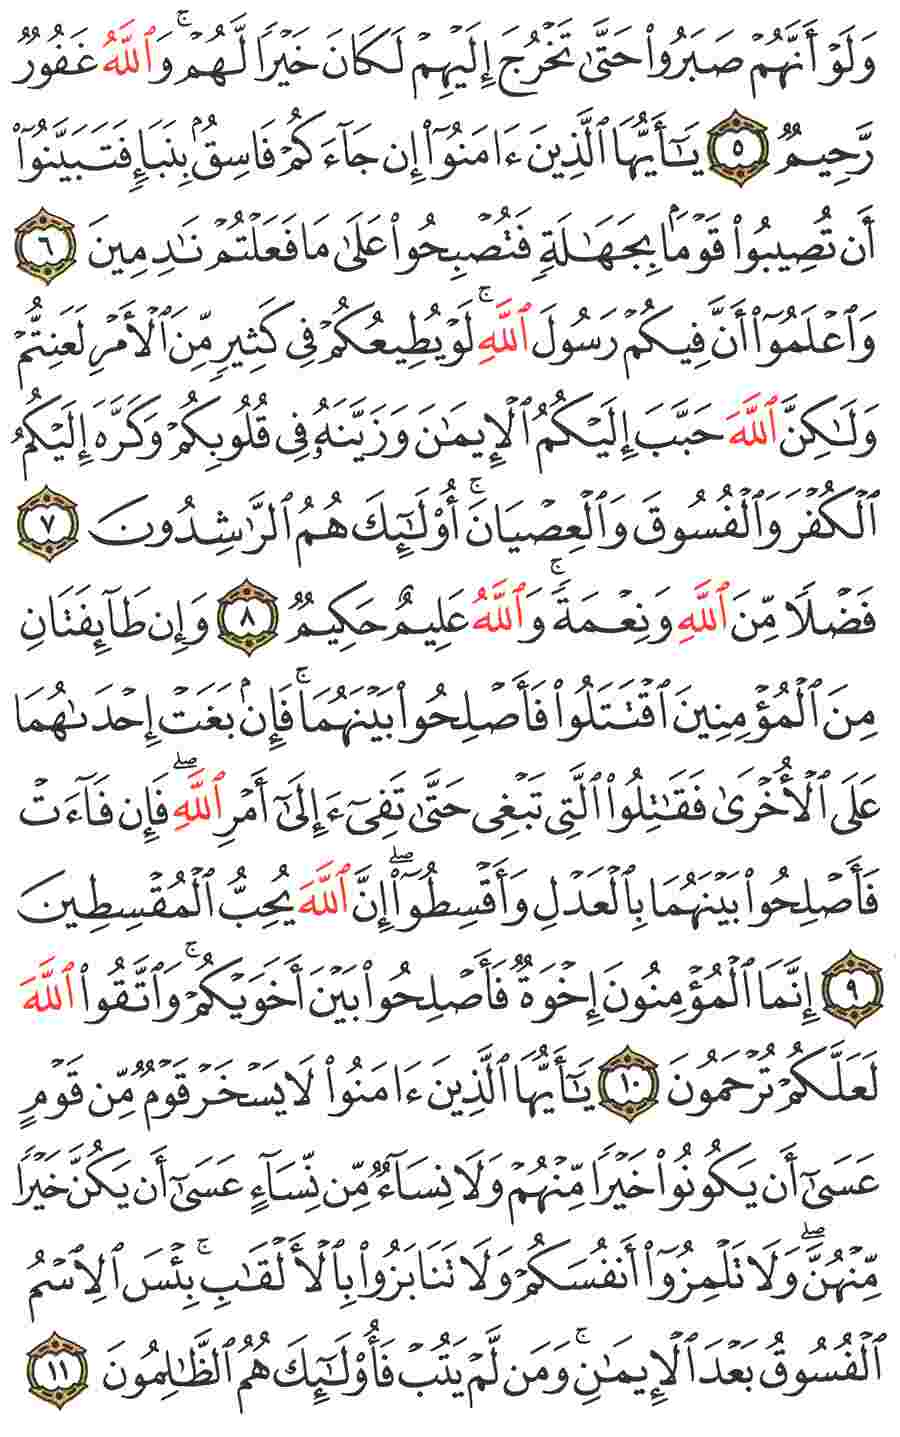 وَلَوْ أَنَّهُمْ صَبَرُوا۟ حَتَّىٰ تَخْرُجَ إِلَيْهِمْ لَكَانَ خَيْرًا لَّهُمْ ۚ وَٱللَّهُ غَفُورٌ
رَّحِيمٌ ٥ يَـٰٓأَيُّهَا ٱلَّذِينَ ءَامَنُوٓا۟ إِن جَآءَكُمْ فَاسِقٌۢ بِنَبَإٍ فَتَبَيَّنُوٓا۟
أَن تُصِيبُوا۟ قَوْمًۢا بِجَهَـٰلَةٍ فَتُصْبِحُوا۟ عَلَىٰ مَا فَعَلْتُمْ نَـٰدِمِينَ ٦
وَٱعْلَمُوٓا۟ أَنَّ فِيكُمْ رَسُولَ ٱللَّهِ ۚ لَوْ يُطِيعُكُمْ فِى كَثِيرٍ مِّنَ ٱلْأَمْرِ لَعَنِتُّمْ
وَلَـٰكِنَّ ٱللَّهَ حَبَّبَ إِلَيْكُمُ ٱلْإِيمَـٰنَ وَزَيَّنَهُۥ فِى قُلُوبِكُمْ وَكَرَّهَ إِلَيْكُمُ
ٱلْكُفْرَ وَٱلْفُسُوقَ وَٱلْعِصْيَانَ ۚ أُو۟لَـٰٓئِكَ هُمُ ٱلرَّٰشِدُونَ ٧
فَضْلًا مِّنَ ٱللَّهِ وَنِعْمَةً ۚ وَٱللَّهُ عَلِيمٌ حَكِيمٌ ٨ وَإِن طَآئِفَتَانِ
مِنَ ٱلْمُؤْمِنِينَ ٱقْتَتَلُوا۟ فَأَصْلِحُوا۟ بَيْنَهُمَا ۖ فَإِنۢ بَغَتْ إِحْدَىٰهُمَا
عَلَى ٱلْأُخْرَىٰ فَقَـٰتِلُوا۟ ٱلَّتِى تَبْغِى حَتَّىٰ تَفِىٓءَ إِلَىٰٓ أَمْرِ ٱللَّهِ ۚ فَإِن فَآءَتْ
فَأَصْلِحُوا۟ بَيْنَهُمَا بِٱلْعَدْلِ وَأَقْسِطُوٓا۟ ۖ إِنَّ ٱللَّهَ يُحِبُّ ٱلْمُقْسِطِينَ
٩ إِنَّمَا ٱلْمُؤْمِنُونَ إِخْوَةٌ فَأَصْلِحُوا۟ بَيْنَ أَخَوَيْكُمْ ۚ وَٱتَّقُوا۟ ٱللَّهَ
لَعَلَّكُمْ تُرْحَمُونَ ١٠ يَـٰٓأَيُّهَا ٱلَّذِينَ ءَامَنُوا۟ لَا يَسْخَرْ قَوْمٌ مِّن قَوْمٍ
عَسَىٰٓ أَن يَكُونُوا۟ خَيْرًا مِّنْهُمْ وَلَا نِسَآءٌ مِّن نِّسَآءٍ عَسَىٰٓ أَن يَكُنَّ خَيْرًا
مِّنْهُنَّ ۖ وَلَا تَلْمِزُوٓا۟ أَنفُسَكُمْ وَلَا تَنَابَزُوا۟ بِٱلْأَلْقَـٰبِ ۚ بِئْسَ ٱلِٱسْمُ
ٱلْفُسُوقُ بَعْدَ ٱلْإِيمَـٰنِ ۚ وَمَن لَّمْ يَتُبْ فَأُو۟لَـٰٓئِكَ هُمُ ٱلظَّـٰلِمُونَ ١١